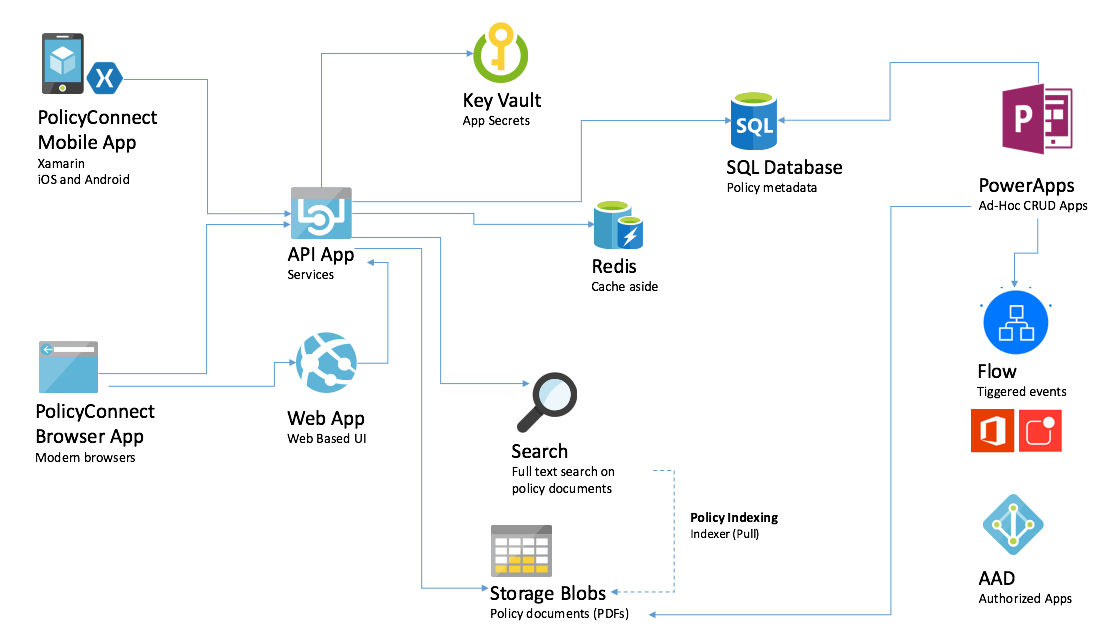 PolicyConnect
Mobile App
Xamarin
iOS and Android
X
Key Vault
App Secrets
SQL
SQL Database
Policy metadata
P
PowerApps
Ad-Hoc CRUD Apps
API App
Services
Redis
Cache aside
Flow
Tiggered events
PolicyConnect
Browser App
Modern browsers
Web App
Web Based UI
Search
Full text search on
policy documents
Policy Indexing
Indexer (Pull)
Storage Blobs
Policy documents (PDFs)
AAD
Authorized Apps